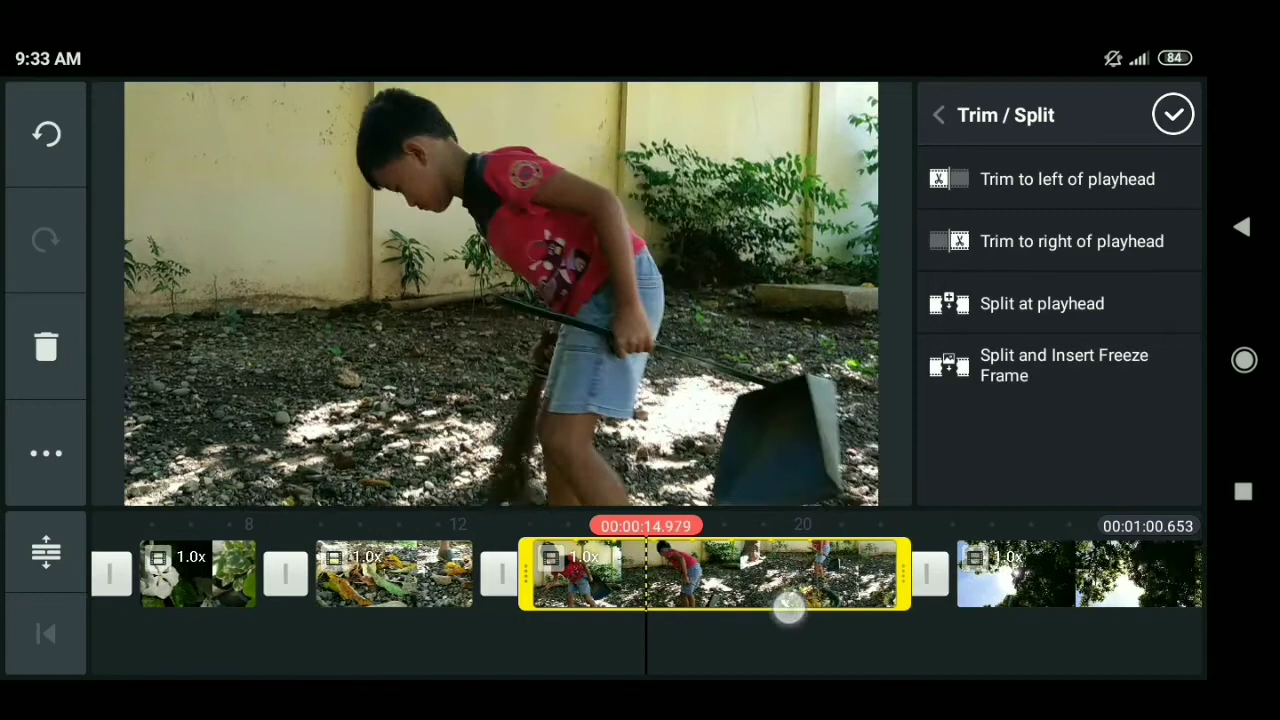 9:33 AM
84
Trim / Split
Trim to left of playhead
Trim to right of playhead
Split at playhead
Split and Insert Freeze
Frame
8
12
00:00:14.979
20
00:01:00.653
1.0x
1.0x
1.0x
1.0x